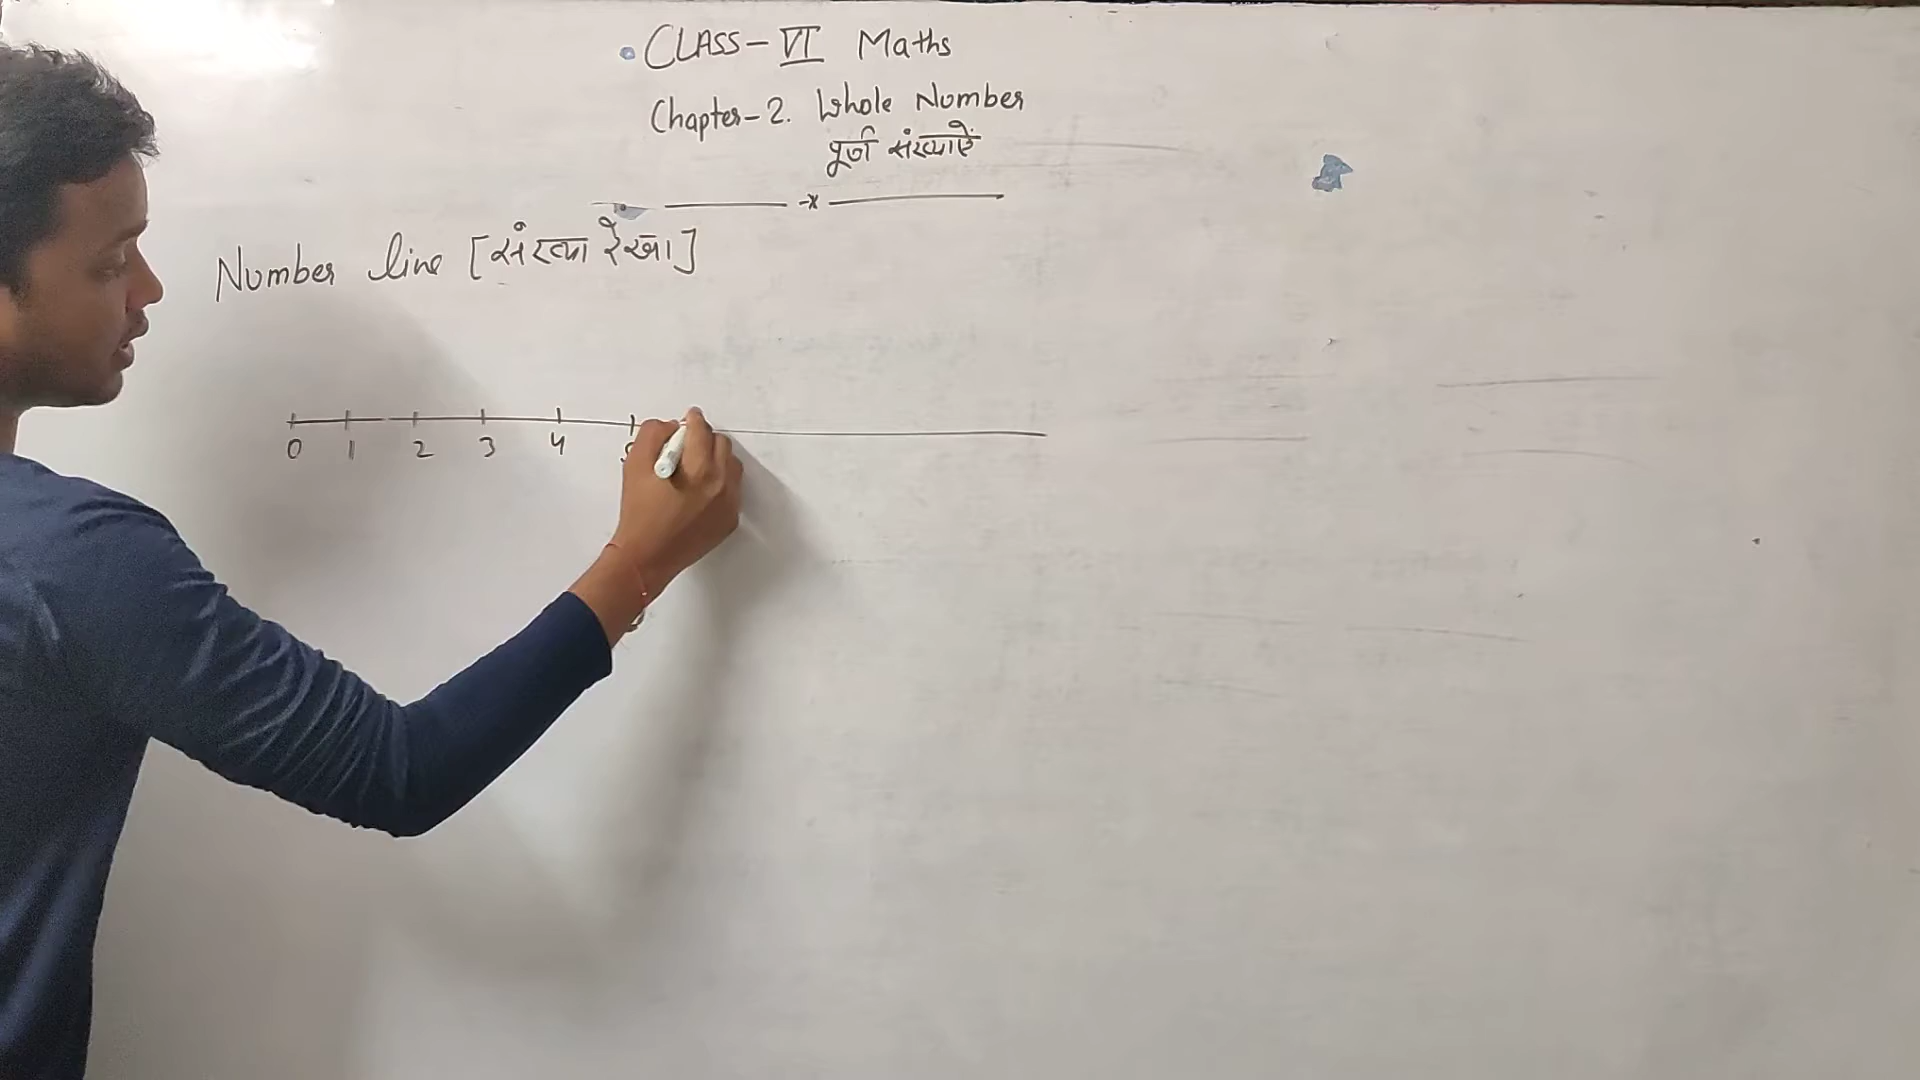 CLASS-VI Maths
Chapter-2. Whole Number
पूर्ण संख्याऐं
Number line [संख्या रेखा]
0 1 2 3 4